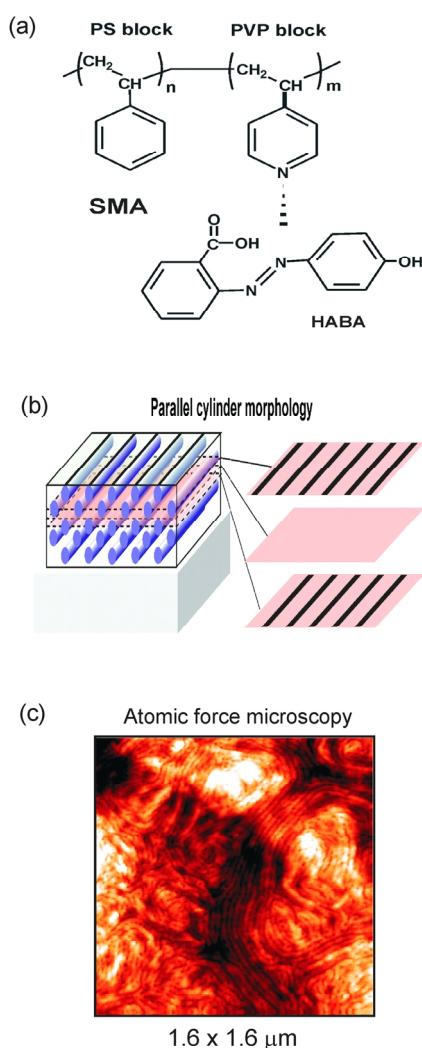 (a)
PS block PVP block
CH2 CH2
CH n CH m
N
SMA
O
C
OH
N
N
OH
HABA
(b)
Parallel cylinder morphology
(c)
Atomic force microscopy
1.6 x 1.6 μm